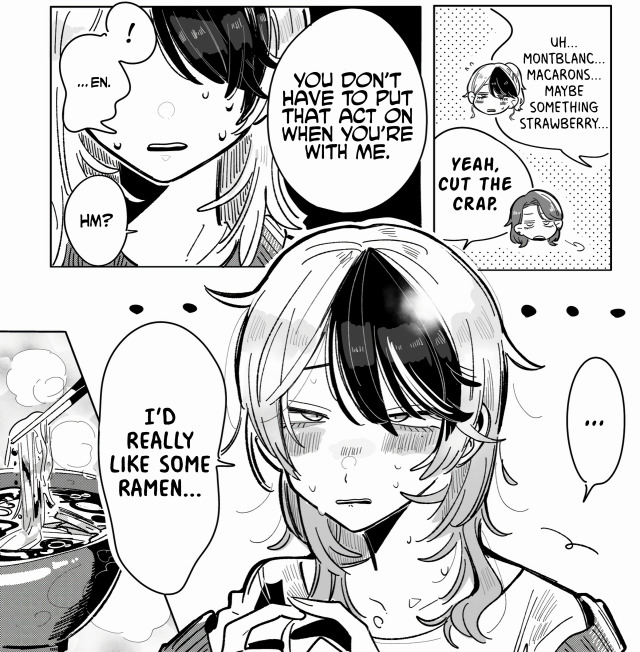 UH...
MONTBLANC...
MACARONS...
MAYBE
SOMETHING
STRAWBERRY...
YEAH,
CUT THE
CRAP.
YOU DON'T
HAVE TO PUT
THAT ACT ON
WHEN YOU'RE
WITH ME.
!
...EN.
HM?
...
I'D
REALLY
LIKE SOME
RAMEN...